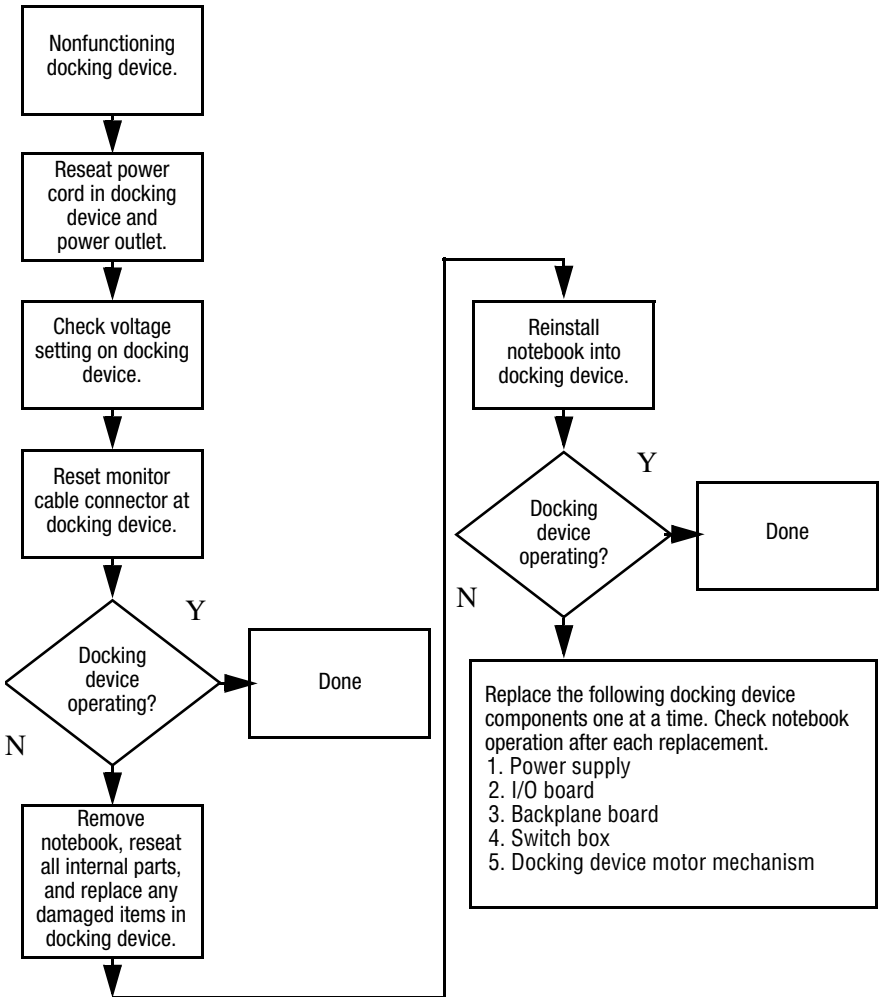 Nonfunctioning
docking device.
Reseat power
cord in docking
device and
power outlet.
Check voltage
setting on docking
device.
Reset monitor
cable connector at
docking device.
Docking
device
operating?
Y
N
Done
Remove
notebook, reseat
all internal parts,
and replace any
damaged items in
docking device.
Reinstall
notebook into
docking device.
Docking
device
operating?
Y
N
Done
Replace the following docking device
components one at a time. Check notebook
operation after each replacement.
1. Power supply
2. I/O board
3. Backplane board
4. Switch box
5. Docking device motor mechanism